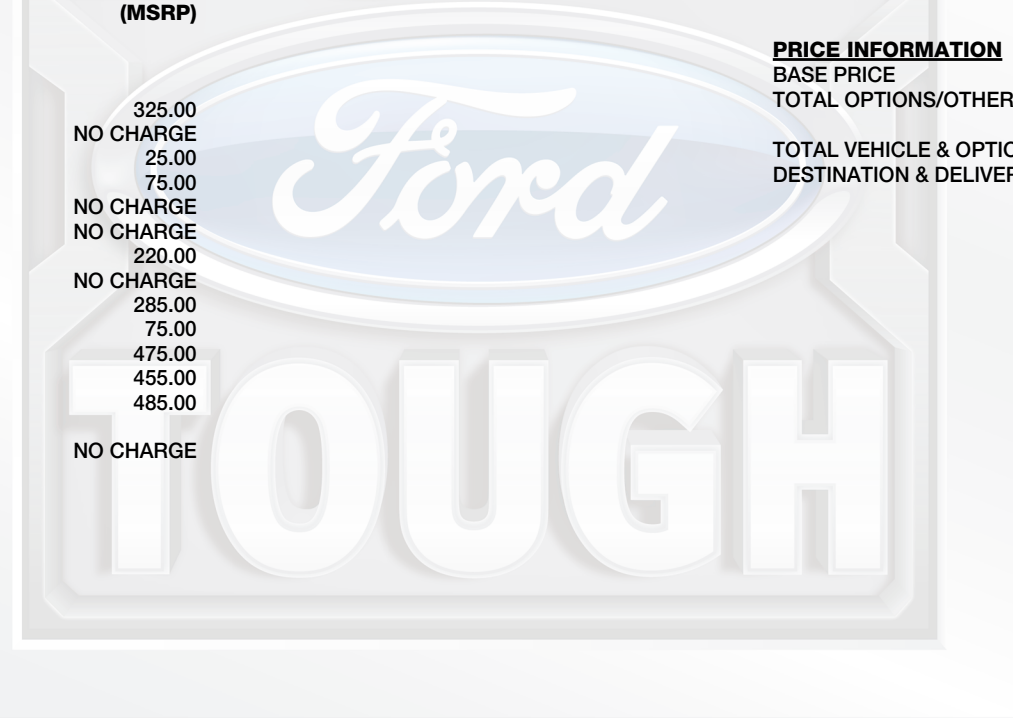 (MSRP)
325.00
NO CHARGE
25.00
75.00
NO CHARGE
NO CHARGE
220.00
NO CHARGE
285.00
75.00
475.00
455.00
485.00
NO CHARGE
PRICE INFORMATION
BASE PRICE
TOTAL OPTIONS/OTHER
TOTAL VEHICLE & OPTIO
DESTINATION & DELIVER
Ford
TOUGH